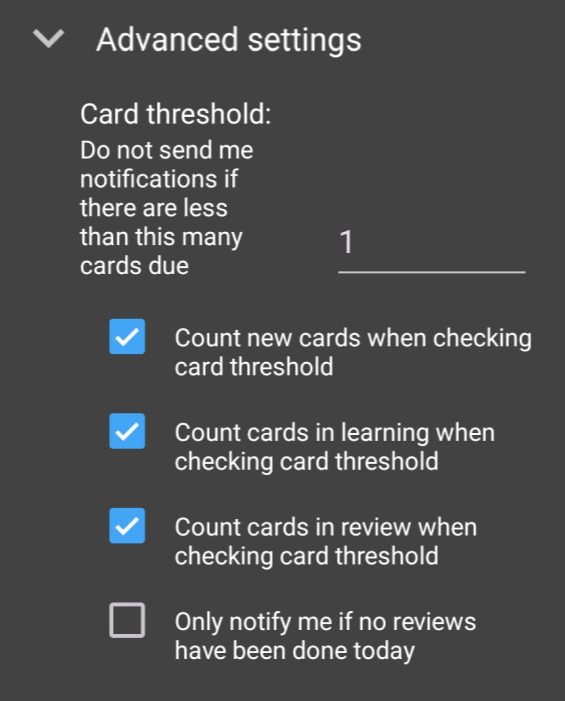 Advanced settings
Card threshold:
Do not send me
notifications if
there are less
than this many
cards due
1
Count new cards when checking
card threshold
Count cards in learning when
checking card threshold
Count cards in review when
checking card threshold
Only notify me if no reviews
have been done today